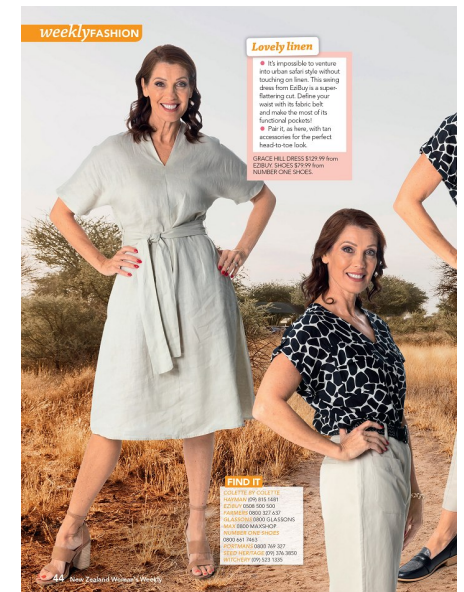 weeklyFASHION
Lovely linen
• It's impossible to venture
into urban safari style without
touching on linen. This swing
dress from EziBuy is a super-
flattering cut. Define your
waist with its fabric belt
and make the most of its
functional pockets!
• Pair it, as here, with tan
accessories for the perfect
head-to-toe look.
GRACE HILL DRESS $129.99 from
EZIBUY. SHOES $79.99 from
NUMBER ONE SHOES.
FIND IT
COLETTE BY COLETTE
HAYMAN (09) 815 1481
EZIBUY 0508 500 500
FARMERS 0800 327 637
GLASSONS 0800 GLASSONS
MAX 0800 MAXSHOP
NUMBER ONE SHOES
0800 661 7463
POSTMANS 0800 769 327
SEED HERITAGE (09) 376 3850
WITCHERY (09) 523 1335
44 New Zealand Woman's Weekly